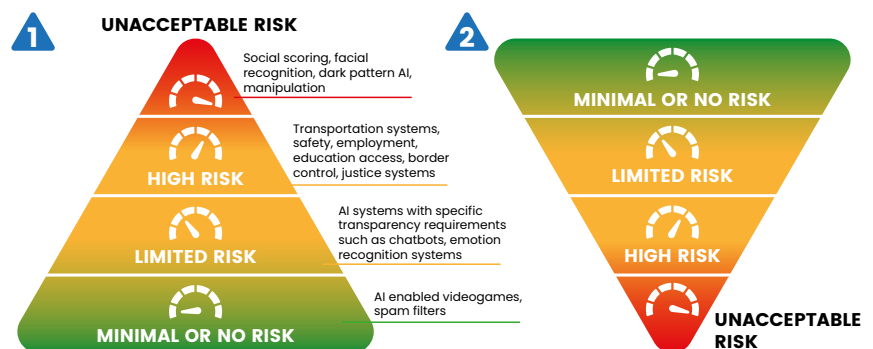 1
UNACCEPTABLE RISK
Social scoring, facial
recognition, dark pattern AI,
manipulation
Transportation systems,
safety, employment,
education access, border
control, justice systems
HIGH RISK
AI systems with specific
transparency requirements
such as chatbots, emotion
recognition systems
LIMITED RISK
AI enabled videogames,
spam filters
MINIMAL OR NO RISK
2
MINIMAL OR NO RISK
LIMITED RISK
HIGH RISK
UNACCEPTABLE
RISK